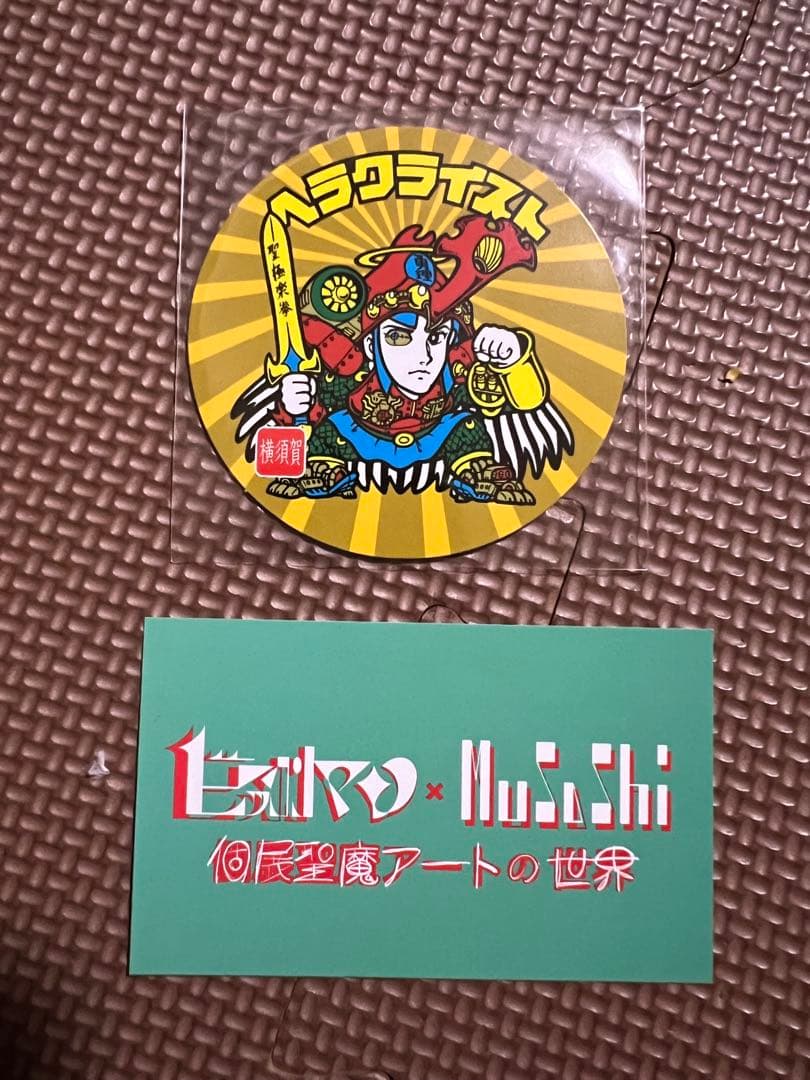 ヘラクライスト
聖極楽拳
横須賀
ビックリマン×MuSaShi
個展聖魔アートの世界